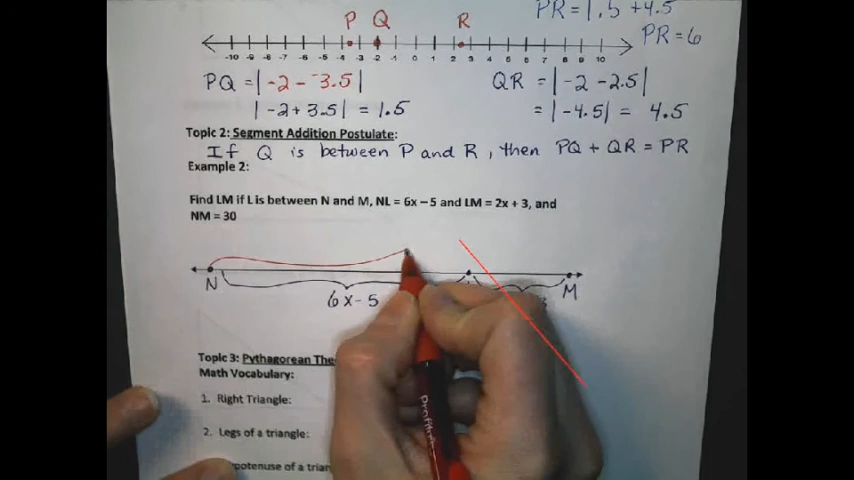 PR = 1.5 + 4.5
P Q R
PR = 6
-10 -9 -8 -7 -6 -5 -4 -3 -2 -1 0 1 2 3 4 5 6 7 8 9 10
PQ = |-2 - ⁻3.5| QR = |-2 - 2.5|
|-2 + 3.5| = 1.5 = |-4.5| = 4.5
Topic 2: Segment Addition Postulate:
If Q is between P and R, then PQ + QR = PR
Example 2:
Find LM if L is between N and M, NL = 6x – 5 and LM = 2x + 3, and
NM = 30
N M
6x - 5 3
Topic 3: Pythagorean The
Math Vocabulary:
1. Right Triangle:
2. Legs of a triangle:
potenuse of a trian